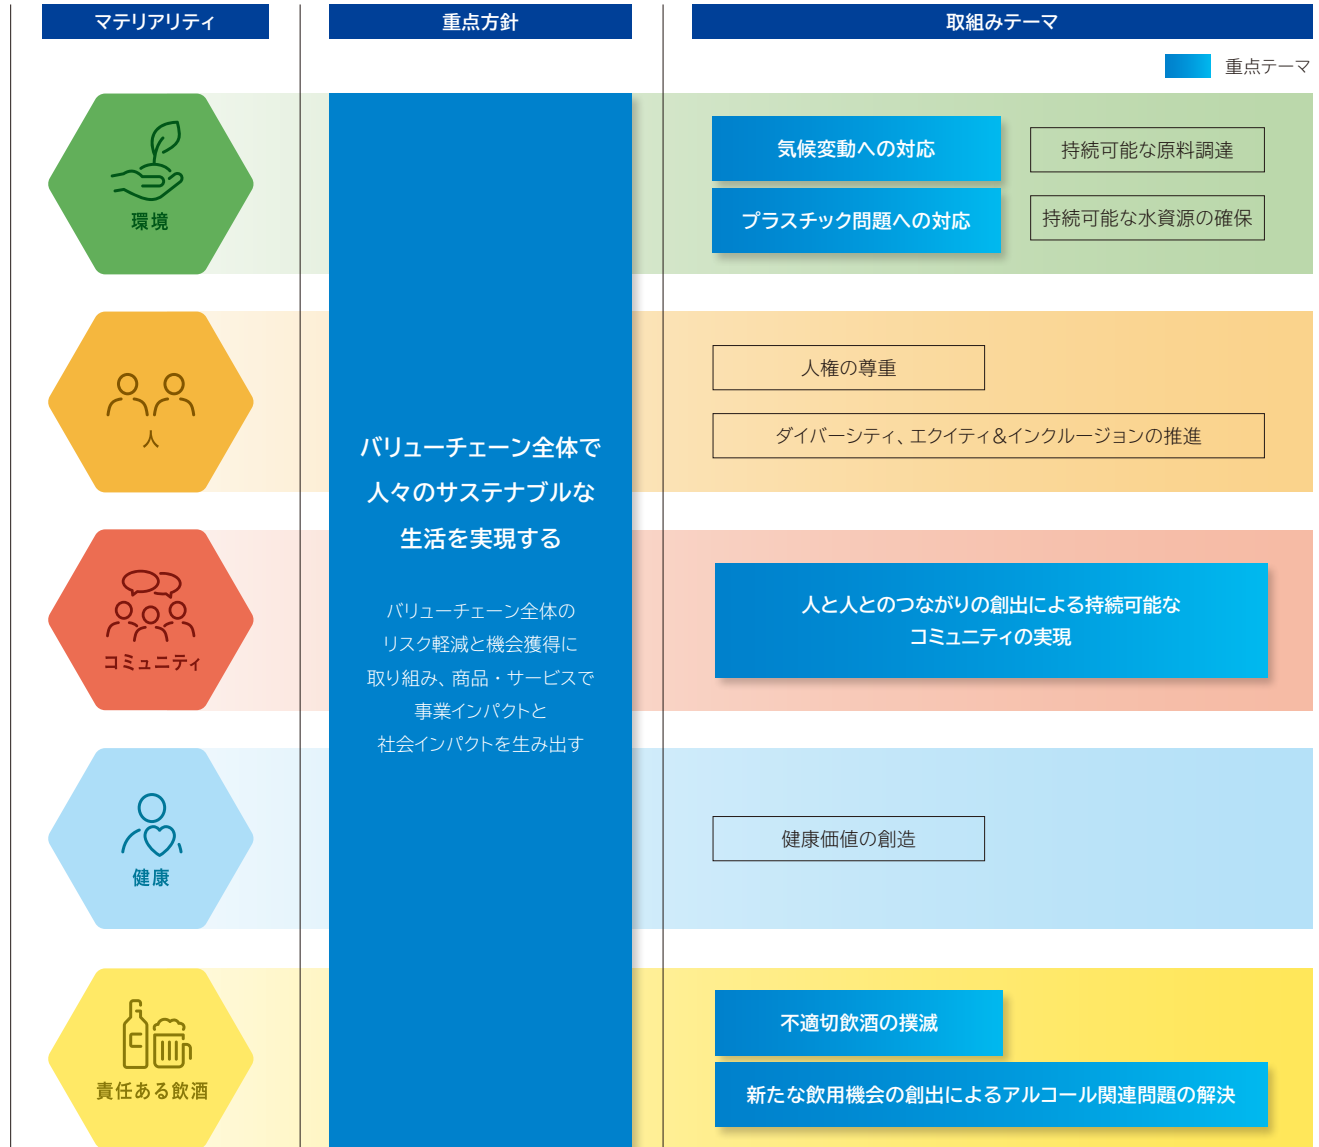 マテリアリティ
重点方針
取組みテーマ
重点テーマ
環境
気候変動への対応
持続可能な原料調達
プラスチック問題への対応
持続可能な水資源の確保
人
人権の尊重
ダイバーシティ、エクイティ&インクルージョンの推進
バリューチェーン全体で
人々のサステナブルな
生活を実現する
バリューチェーン全体の
リスク軽減と機会獲得に
取り組み、商品・サービスで
事業インパクトと
社会インパクトを生み出す
コミュニティ
人と人とのつながりの創出による持続可能な
コミュニティの実現
健康
健康価値の創造
責任ある飲酒
不適切飲酒の撲滅
新たな飲用機会の創出によるアルコール関連問題の解決